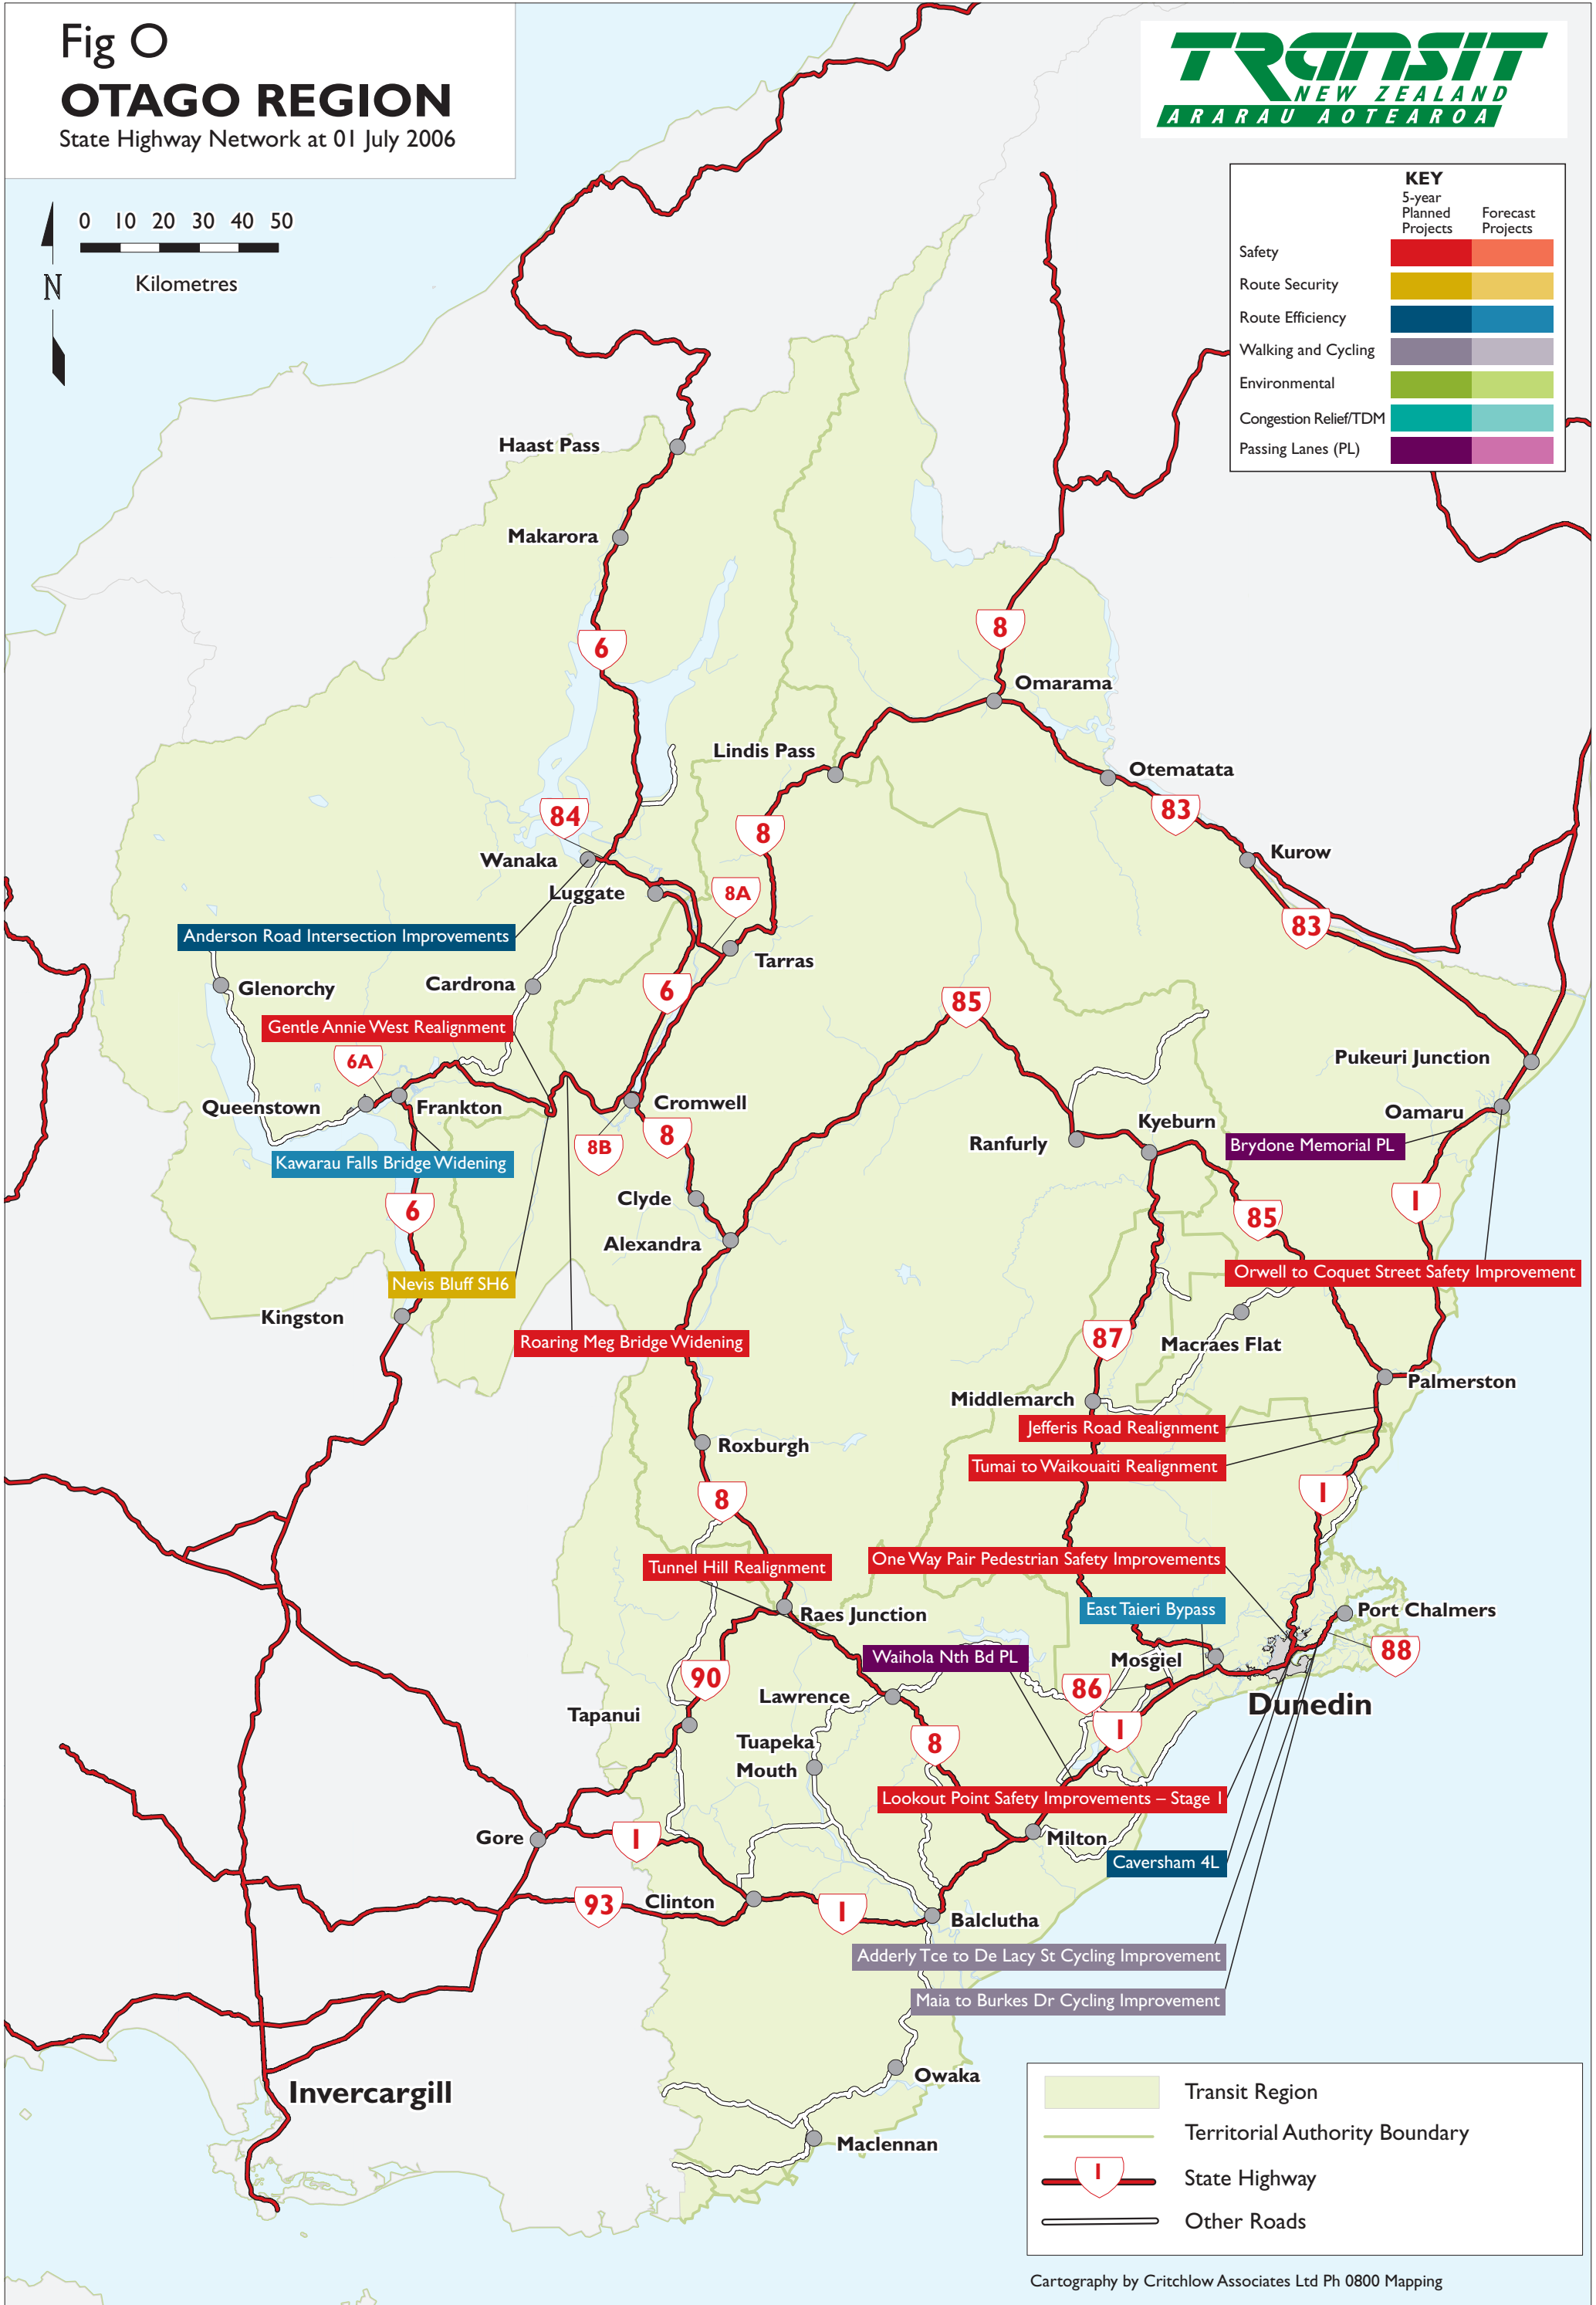 Fig O
OTAGO REGION
State Highway Network at 01 July 2006
TRANSIT
NEW ZEALAND
ARARAU AOTEAROA
0 10 20 30 40 50
Kilometres
N
KEY
5-year
Planned
Projects
Forecast
Projects
Safety
Route Security
Route Efficiency
Walking and Cycling
Environmental
Congestion Relief/TDM
Passing Lanes (PL)
Haast Pass
Makarora
6
8
Omarama
Lindis Pass
Otematata
83
84
8
Wanaka
Kurow
Luggate
8A
83
Anderson Road Intersection Improvements
Tarras
Glenorchy
Cardrona
6
85
Gentle Annie West Realignment
6A
Pukeuri Junction
Queenstown
Frankton
Cromwell
Oamaru
8
Kyeburn
Ranfurly
Brydone Memorial PL
8B
Kawarau Falls Bridge Widening
Clyde
1
6
85
Alexandra
Orwell to Coquet Street Safety Improvement
Nevis Bluff SH6
Kingston
Roaring Meg Bridge Widening
87
Macraes Flat
Palmerston
Middlemarch
Jefferis Road Realignment
Roxburgh
Tumai to Waikouaiti Realignment
8
1
One Way Pair Pedestrian Safety Improvements
Tunnel Hill Realignment
East Taieri Bypass
Port Chalmers
Raes Junction
88
Waihola Nth Bd PL
Mosgiel
90
86
Lawrence
Dunedin
Tapanui
1
Tuapeka
Mouth
8
Lookout Point Safety Improvements – Stage 1
Gore
1
Milton
Caversham 4L
93
Clinton
1
Balclutha
Adderly Tce to De Lacy St Cycling Improvement
Maia to Burkes Dr Cycling Improvement
Owaka
Invercargill
Maclennan
Transit Region
Territorial Authority Boundary
1
State Highway
Other Roads
Cartography by Critchlow Associates Ltd Ph 0800 Mapping